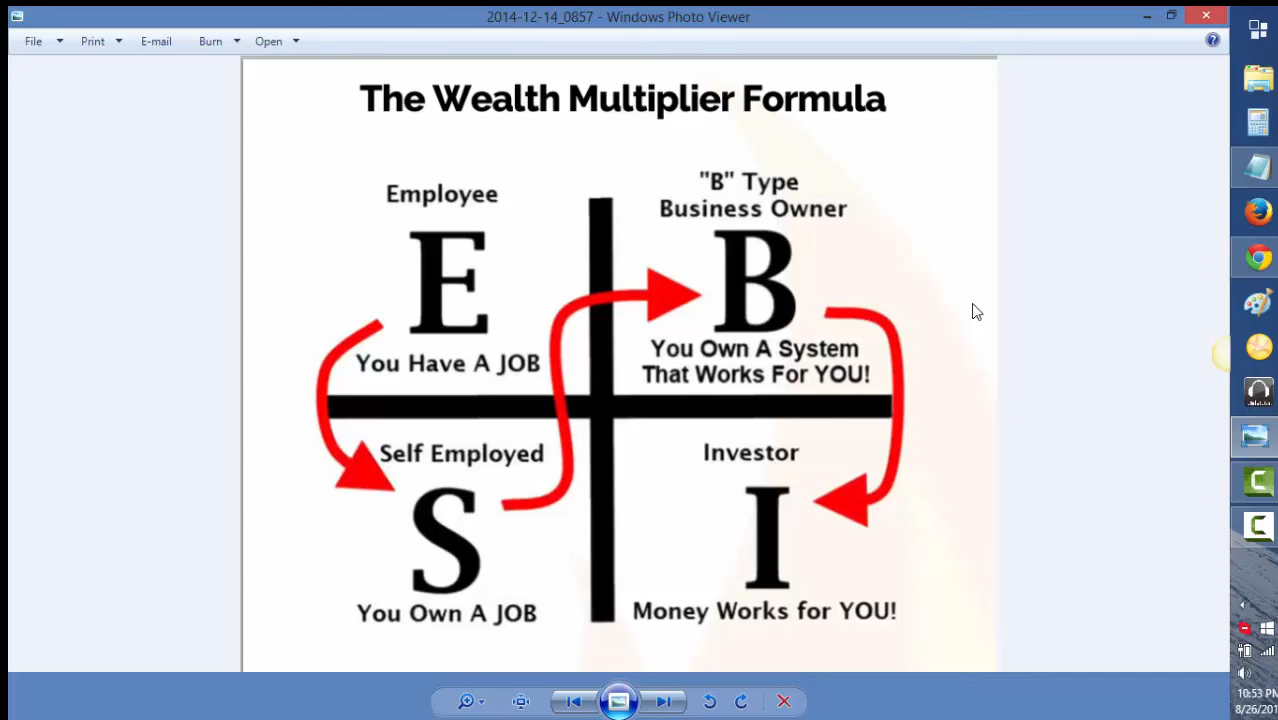 2014-12-14_0857 - Windows Photo Viewer
File Print E-mail Burn Open
The Wealth Multiplier Formula
Employee
E
You Have A JOB
"B" Type
Business Owner
B
You Own A System
That Works For YOU!
Self Employed
S
You Own A JOB
Investor
I
Money Works for YOU!
10:53 PM
8/26/201